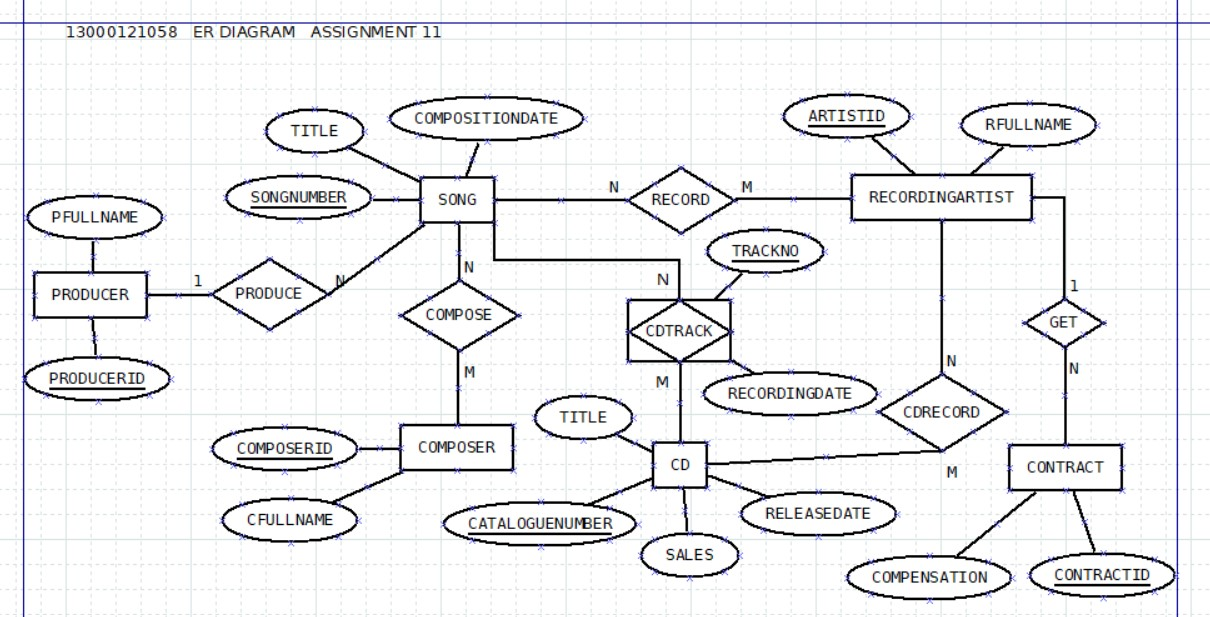 13000121058 ER DIAGRAM ASSIGNMENT 11
COMPOSITIONDATE
TITLE
ARTISTID
RFULLNAME
SONGNUMBER
SONG
N
RECORD
M
RECORDINGARTIST
PFULLNAME
TRACKNO
PRODUCER
1
PRODUCE
N
N
N
1
COMPOSE
CDTRACK
GET
M
M
N
N
PRODUCERID
RECORDINGDATE
CDRECORD
TITLE
COMPOSERID
COMPOSER
CD
M
CONTRACT
CFULLNAME
CATALOGUENUMBER
RELEASEDATE
SALES
COMPENSATION
CONTRACTID